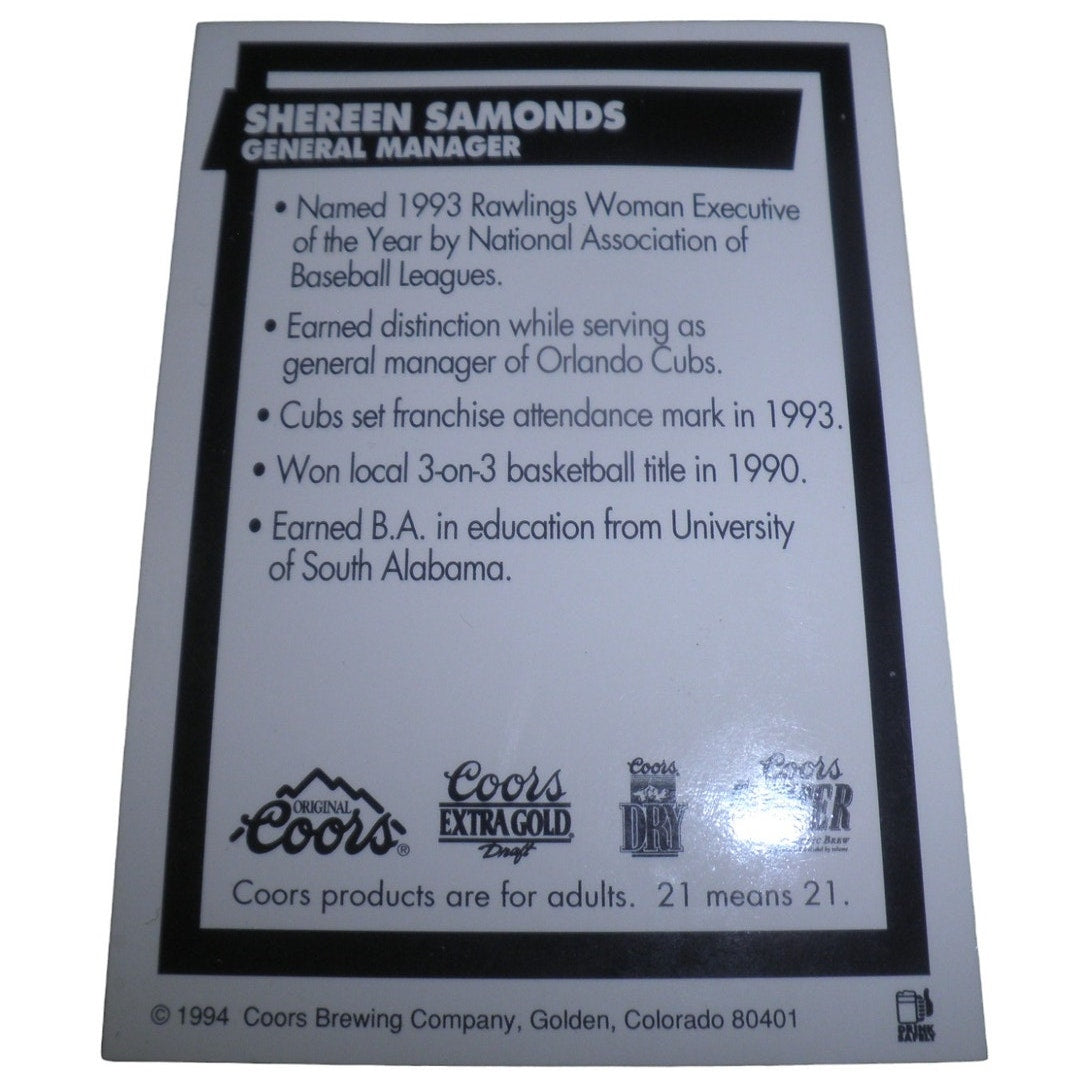 SHEREEN SAMONDS
GENERAL MANAGER
• Named 1993 Rawlings Woman Executive
of the Year by National Association of
Baseball Leagues.
• Earned distinction while serving as
general manager of Orlando Cubs.
• Cubs set franchise attendance mark in 1993.
• Won local 3-on-3 basketball title in 1990.
• Earned B.A. in education from University
of South Alabama.
ORIGINAL
Coors®
Coors
EXTRA GOLD
Draft
Coors
DRY
Coors
BREW
Coors products are for adults. 21 means 21.
© 1994 Coors Brewing Company, Golden, Colorado 80401
DRINK
SAFELY